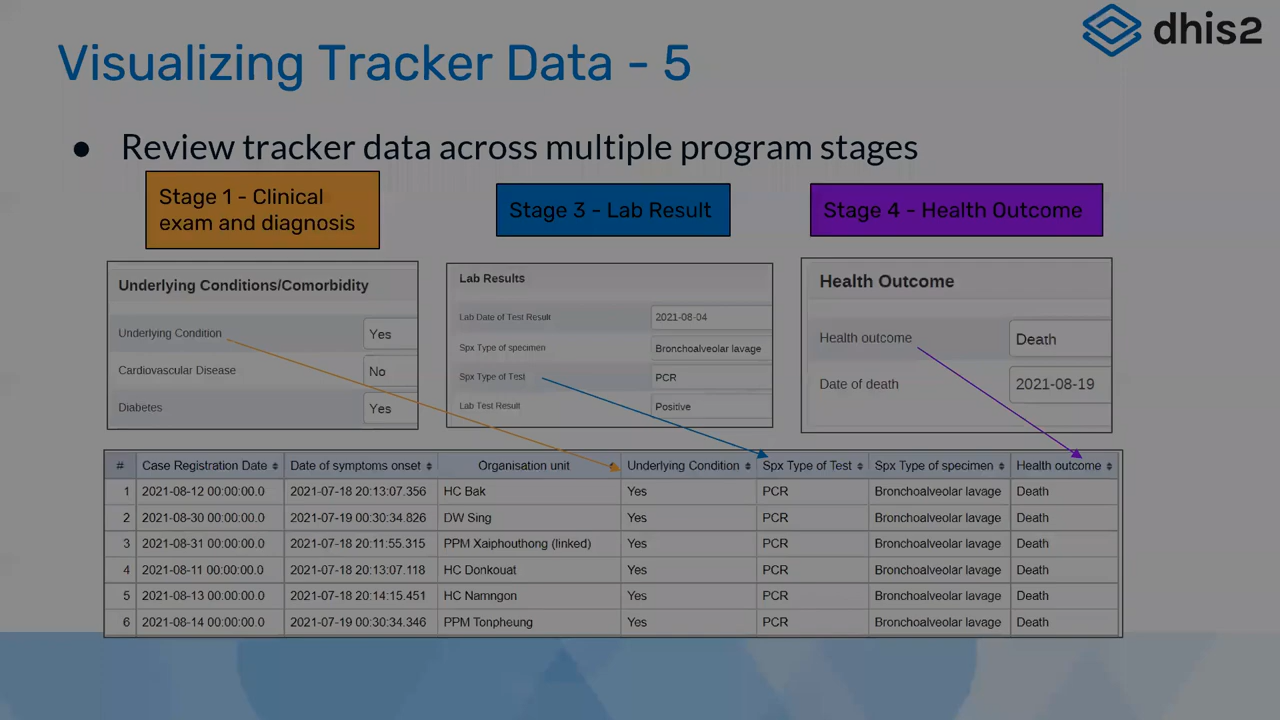 dhis2
Visualizing Tracker Data - 5
● Review tracker data across multiple program stages
Stage 1 - Clinical
exam and diagnosis
Stage 3 - Lab Result
Stage 4 - Health Outcome
Underlying Conditions/Comorbidity
Underlying Condition Yes
Cardiovascular Disease No
Diabetes Yes
Lab Results
Lab Date of Test Result 2021-08-04
Spx Type of specimen Bronchoalveolar lavage
Spx Type of Test PCR
Lab Test Result Positive
Health Outcome
Health outcome Death
Date of death 2021-08-19
# Case Registration Date Date of symptoms onset Organisation unit Underlying Condition Spx Type of Test Spx Type of specimen Health outcome
1 2021-08-12 00:00:00.0 2021-07-18 20:13:07.356 HC Bak Yes PCR Bronchoalveolar lavage Death
2 2021-08-30 00:00:00.0 2021-07-19 00:30:34.826 DW Sing Yes PCR Bronchoalveolar lavage Death
3 2021-08-31 00:00:00.0 2021-07-18 20:11:55.315 PPM Xaiphouthong (linked) Yes PCR Bronchoalveolar lavage Death
4 2021-08-11 00:00:00.0 2021-07-18 20:13:07.118 HC Donkouat Yes PCR Bronchoalveolar lavage Death
5 2021-08-13 00:00:00.0 2021-07-18 20:14:15.451 HC Namngon Yes PCR Bronchoalveolar lavage Death
6 2021-08-14 00:00:00.0 2021-07-19 00:30:34.346 PPM Tonpheung Yes PCR Bronchoalveolar lavage Death